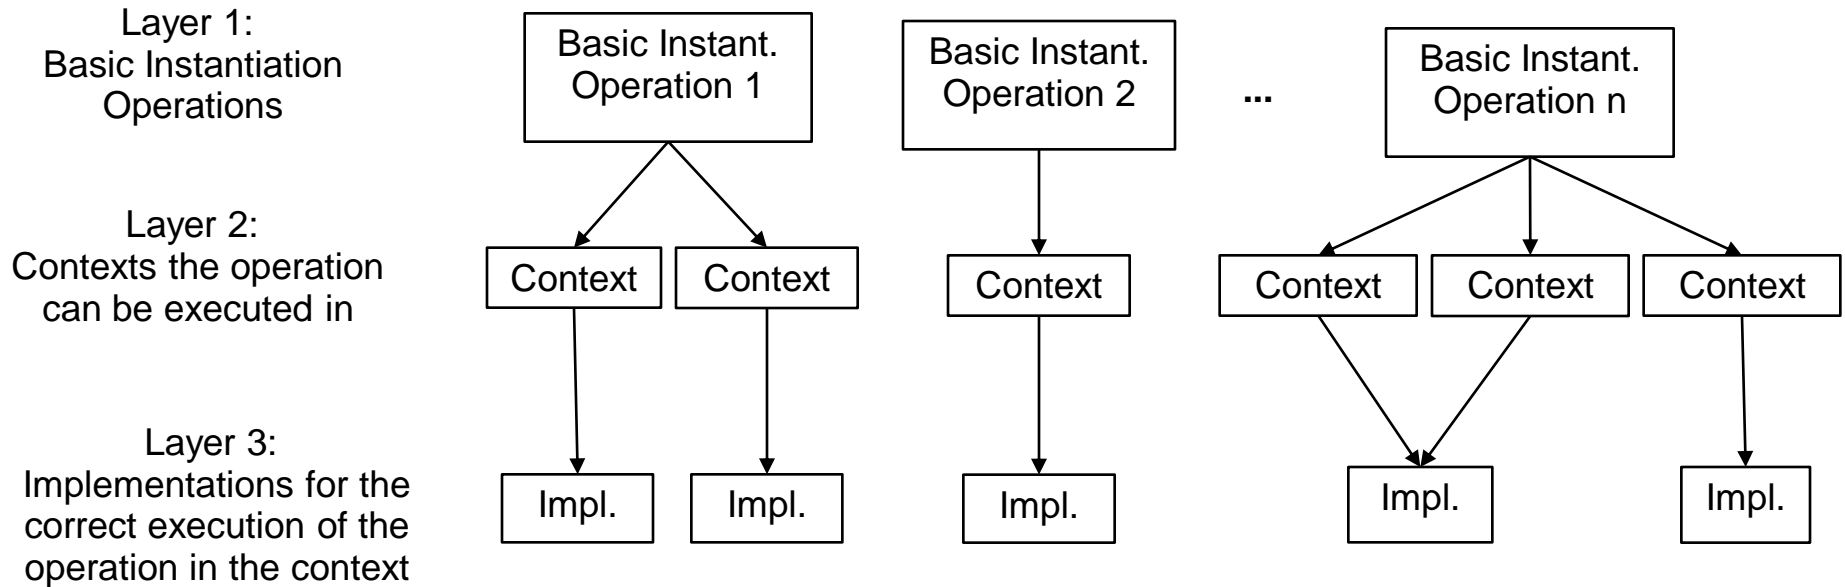 Layer 1:
Basic Instantiation
Operations
Basic Instant.
Operation 1
Basic Instant.
Operation 2
...
Basic Instant.
Operation n
Layer 2:
Contexts the operation
can be executed in
Context
Context
Context
Context
Context
Context
Layer 3:
Implementations for the
correct execution of the
operation in the context
Impl.
Impl.
Impl.
Impl.
Impl.